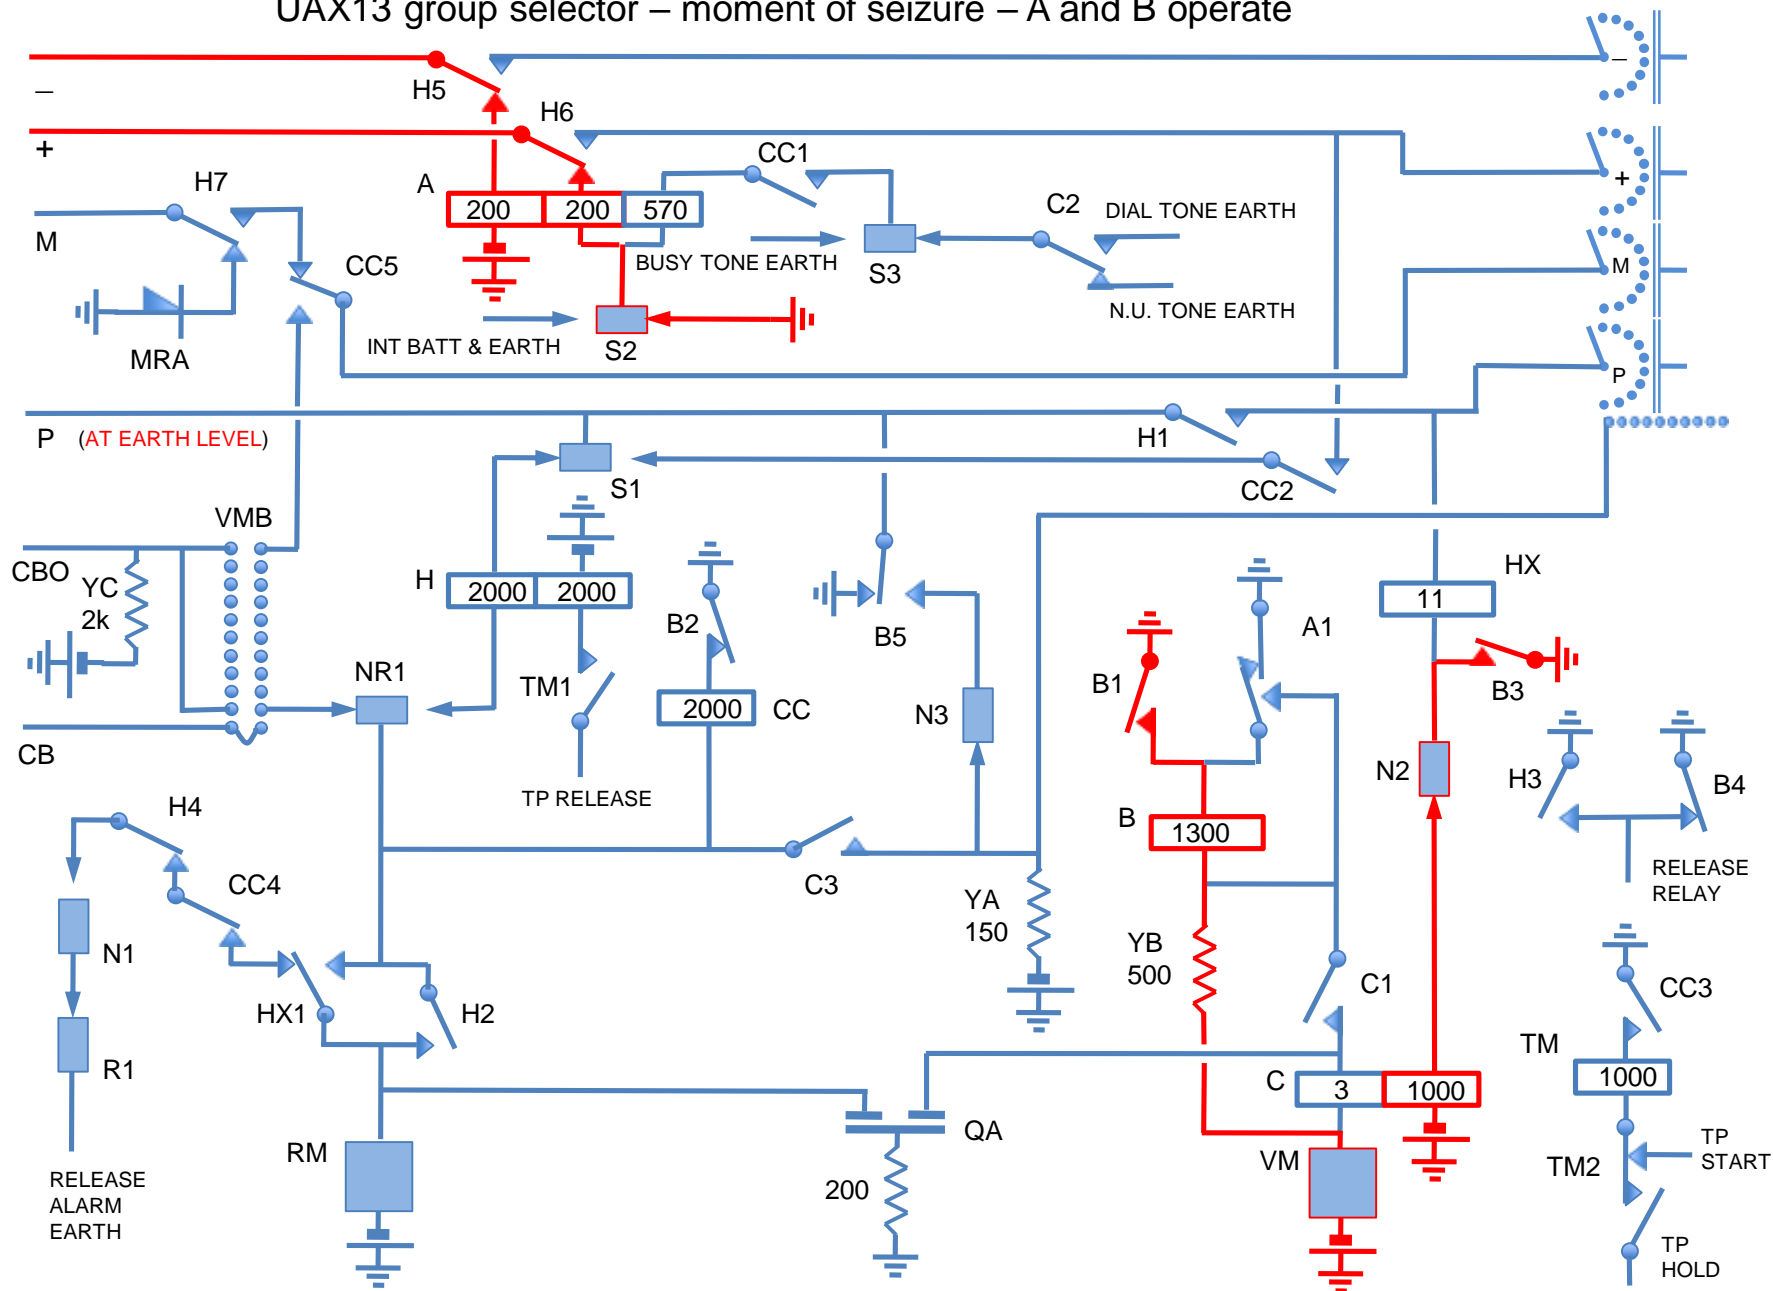 UAX13 group selector – moment of seizure – A and B operate
–
H5
–
H6
+
CC1
+
H7
A
200
200
570
C2
DIAL TONE EARTH
M
CC5
BUSY TONE EARTH
S3
M
N.U. TONE EARTH
MRA
INT BATT & EARTH
S2
P
P (AT EARTH LEVEL)
H1
S1
CC2
VMB
CBO
YC
2k
H
2000
2000
B2
B5
A1
HX
11
NR1
TM1
B1
B3
2000
CC
N3
CB
N2
H3
B4
TP RELEASE
H4
B
1300
CC4
C3
RELEASE
RELAY
YA
150
N1
YB
500
HX1
H2
C1
CC3
R1
TM
C
3
1000
1000
QA
RM
VM
TM2
TP
START
RELEASE
ALARM
EARTH
200
TP
HOLD